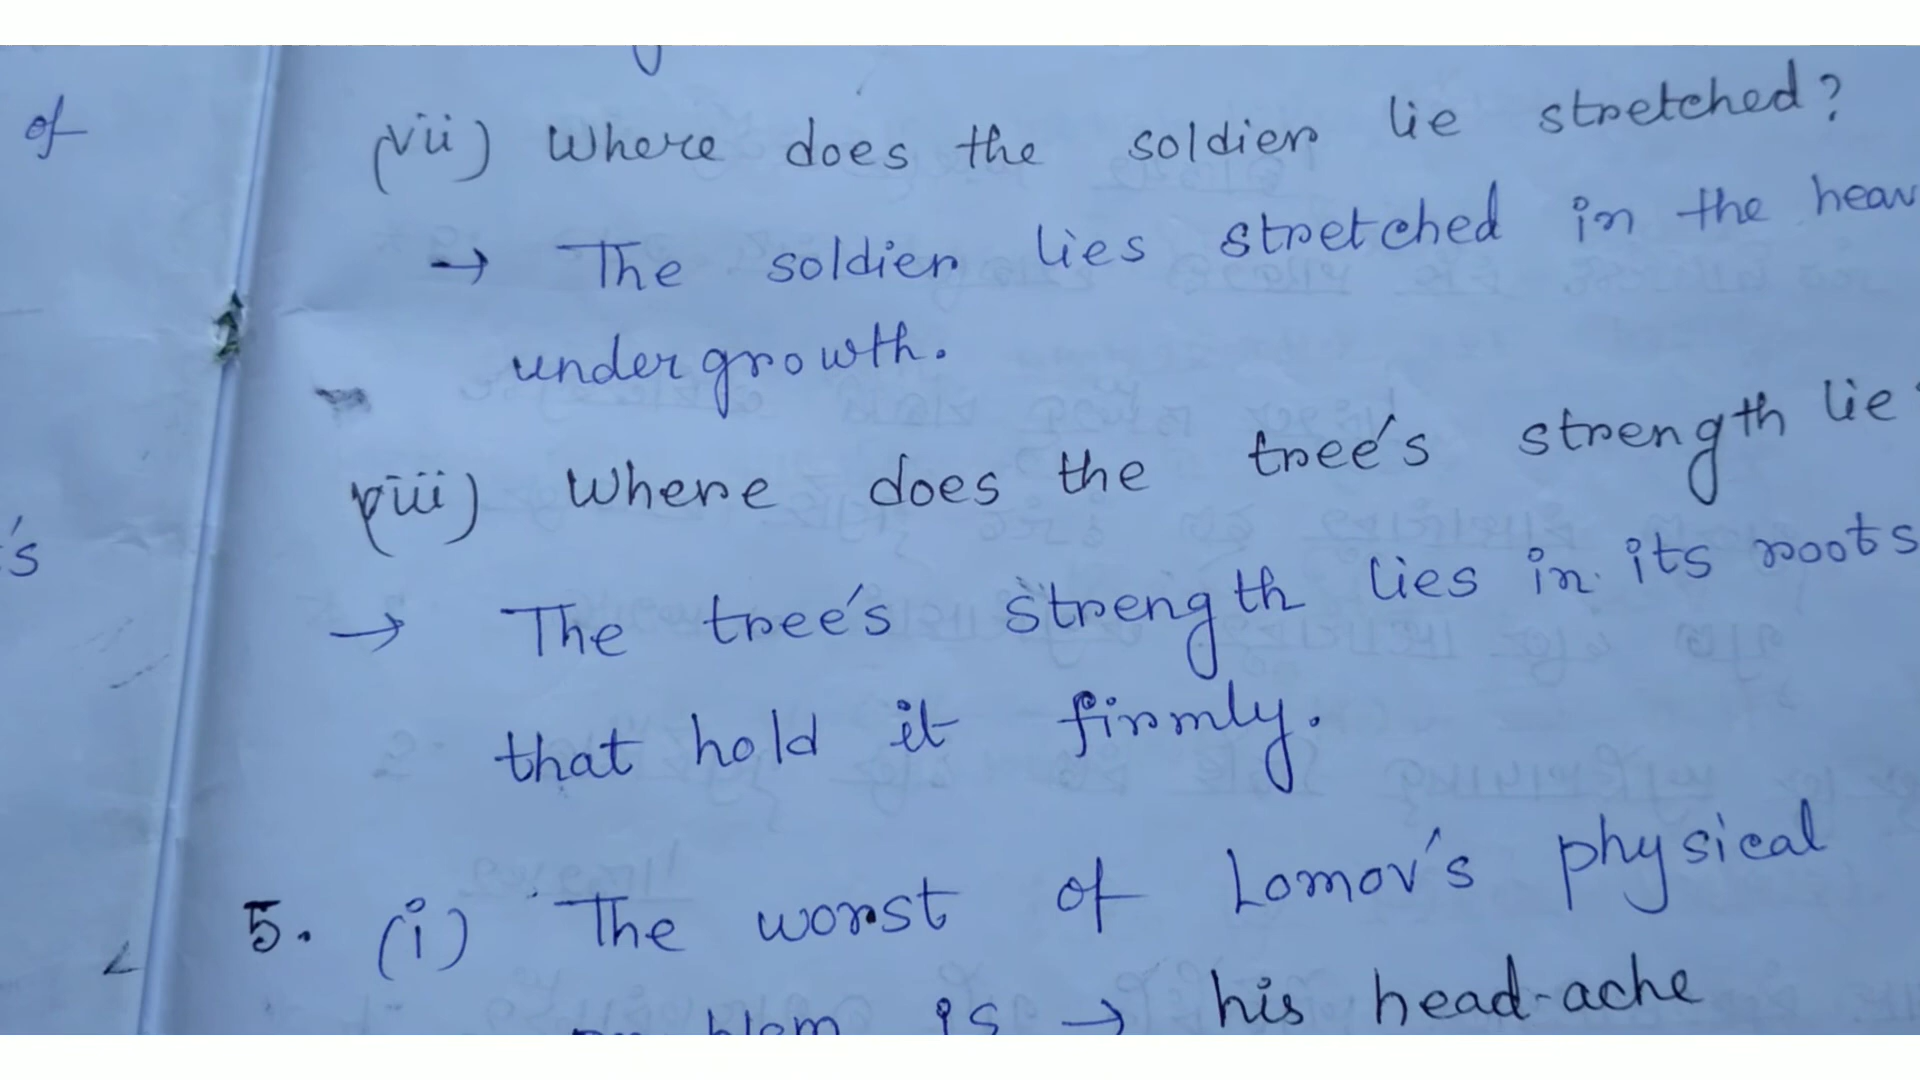 of
(vii) Where does the soldier lie stretched?
→ The soldier lies stretched in the heav
undergrowth.
(viii) Where does the tree's strength lie
's
→ The tree's strength lies in its roots
that hold it firmly.
5. (i) The worst of Lomov's physical
is → his head-ache